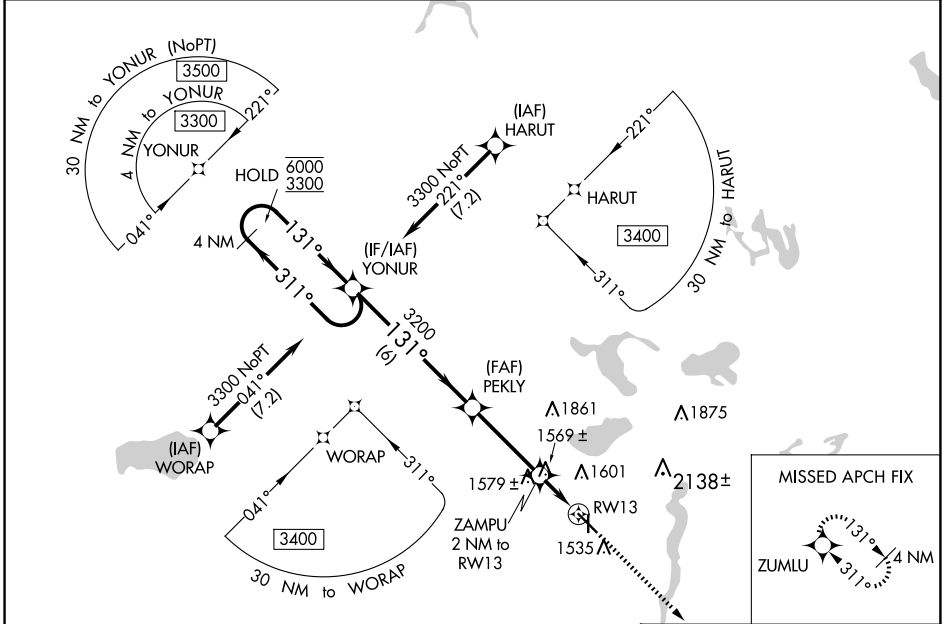 30 NM to YONUR (NoPT)
3500
4 NM to YONUR
3300
221°
YONUR
041°
HOLD 6000
3300
4 NM
131°
311°
(IF/IAF)
YONUR
(IAF)
HARUT
3300 NoPT
221°
(7.2)
221°
HARUT
3400
311°
30 NM to HARUT
3200
131°
(6)
3300 NoPT
041°
(7.2)
(IAF)
WORAP
(FAF)
PEKLY
1861
1875
1569 ±
1579 ±
1601
2138±
WORAP
041°
311°
3400
30 NM to WORAP
ZAMPU
2 NM to
RW13
RW13
1535
MISSED APCH FIX
131°
4 NM
ZUMLU
311°